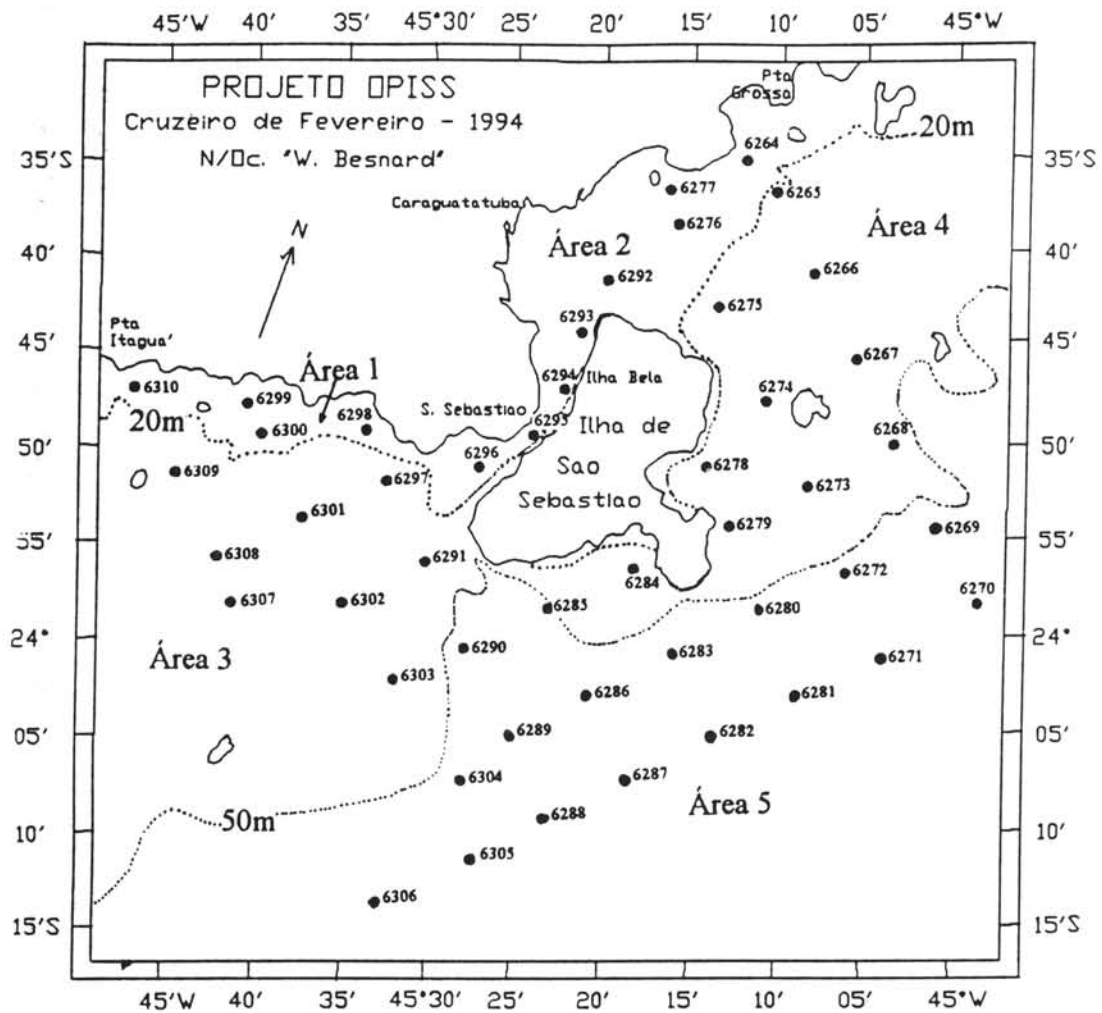 45'W 40' 35' 45°30' 25' 20' 15' 10' 05' 45°W
PROJETO OPISS
Cruzeiro de Fevereiro - 1994
N/Oc. "W. Besnard"
Pta
Grossa
20m
35'S
35'S
6264
6277
6265
Caraguatatuba
6276
N
Área 2
Área 4
40'
40'
6292
6266
6275
6293
45'
45'
Pta
Itagua'
Área 1
6267
6294
Ilha Bela
6310
6299
6274
20m
S. Sebastiao
6298
6295
Ilha de
6300
6268
50'
50'
6309
6296
Sao
6278
6297
6273
Sebastiao
6301
6279
6269
55'
55'
6308
6291
6284
6272
6270
6307
6302
6285
6280
24°
24°
6290
6283
6271
Área 3
6303
6286
6281
05'
05'
6289
6282
6304
6287
Área 5
50m
6288
10'
10'
6305
6306
15'S
15'S
45'W 40' 35' 45°30' 25' 20' 15' 10' 05' 45°W